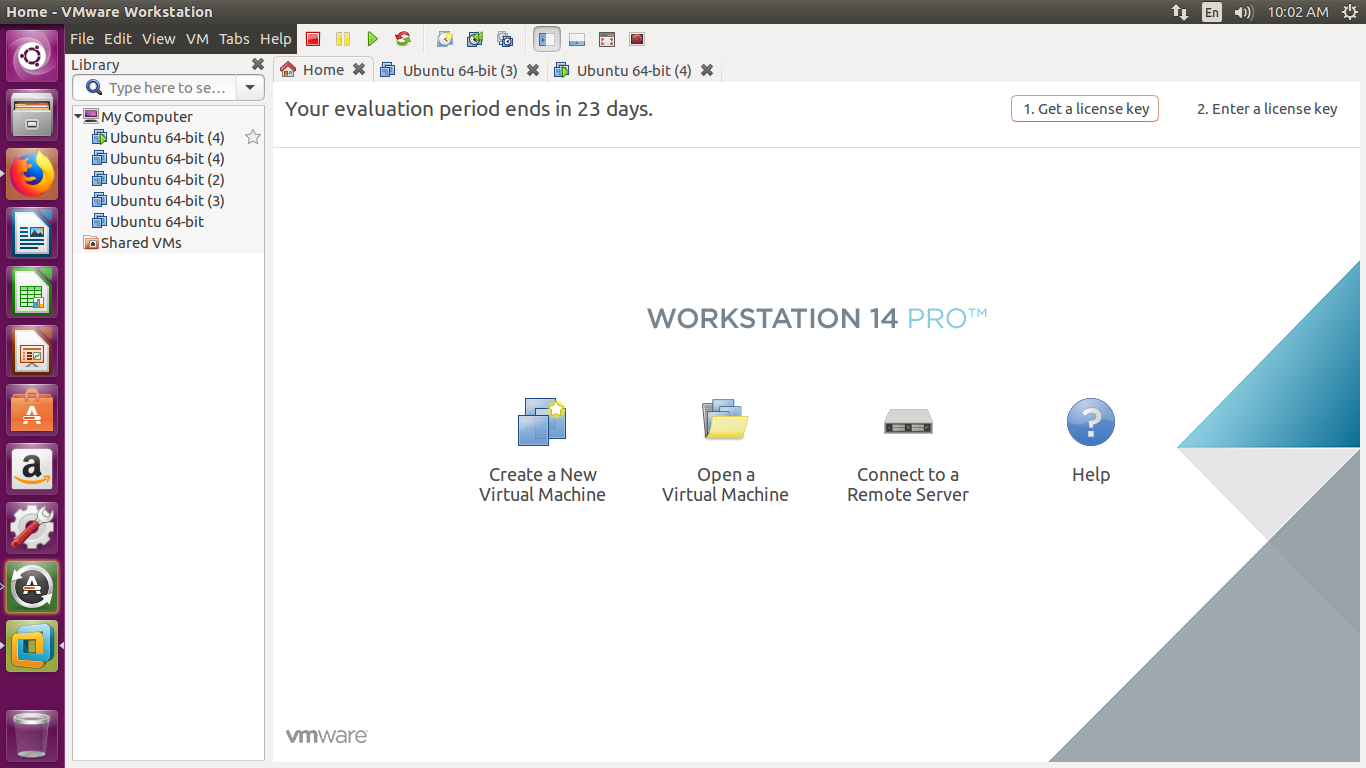 Home - VMware Workstation
En
10:02 AM
File Edit View VM Tabs Help
Library
Type here to se...
My Computer
Ubuntu 64-bit (4)
Ubuntu 64-bit (4)
Ubuntu 64-bit (2)
Ubuntu 64-bit (3)
Ubuntu 64-bit
Shared VMs
Home
Ubuntu 64-bit (3)
Ubuntu 64-bit (4)
Your evaluation period ends in 23 days.
1. Get a license key
2. Enter a license key
WORKSTATION 14 PRO™
Create a New
Virtual Machine
Open a
Virtual Machine
Connect to a
Remote Server
?
Help
a
vmware